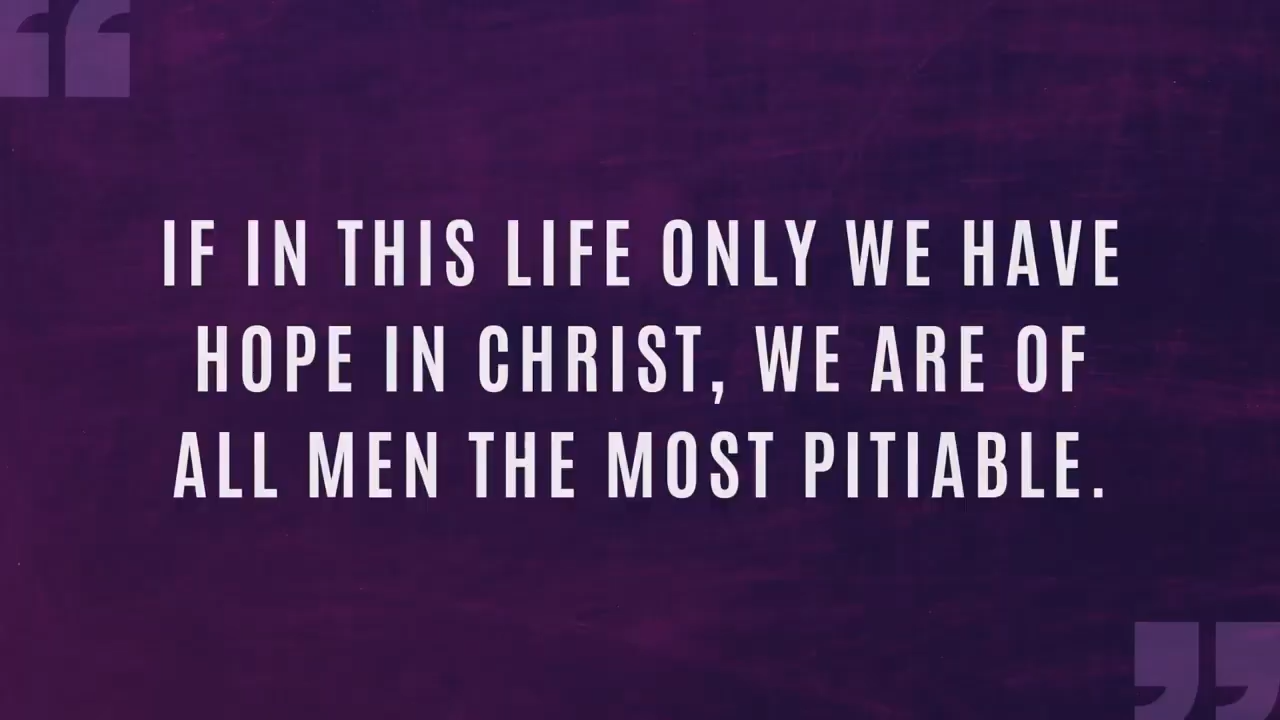 IF IN THIS LIFE ONLY WE HAVE
HOPE IN CHRIST, WE ARE OF
ALL MEN THE MOST PITIABLE.